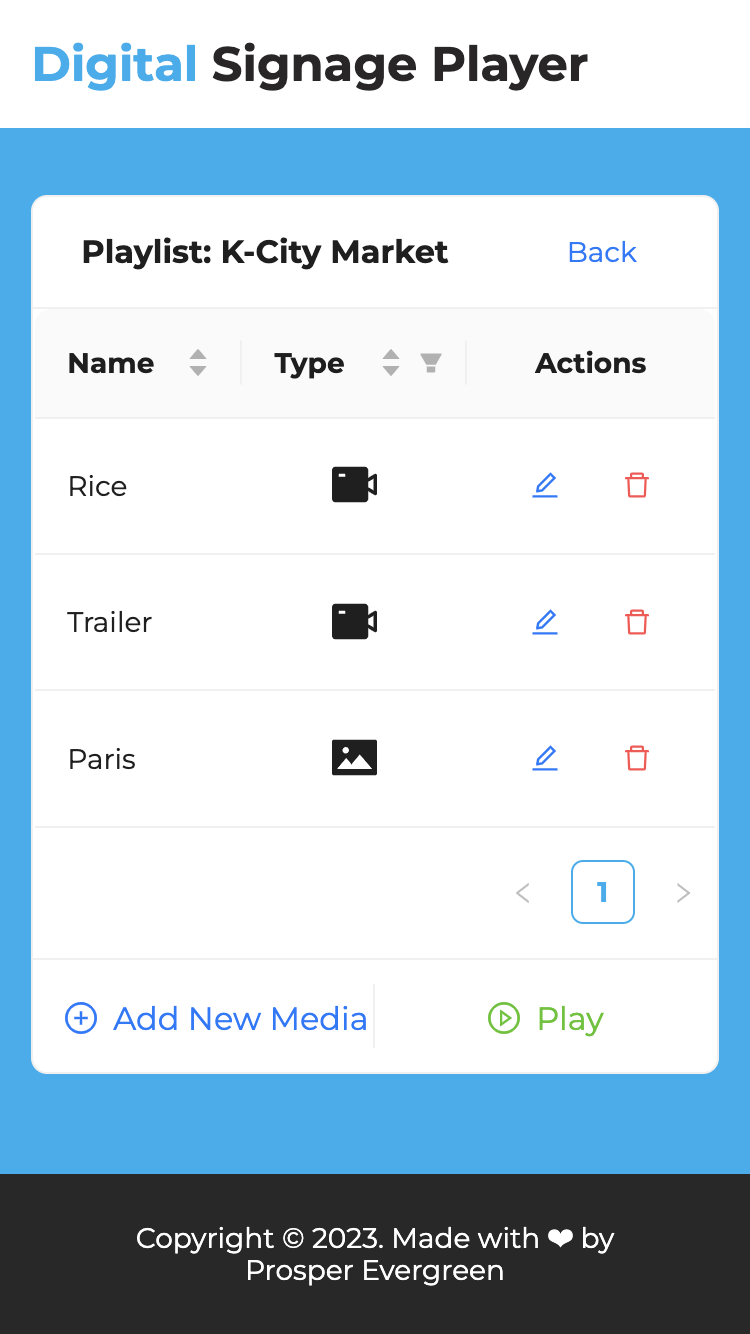 Digital Signage Player
Playlist: K-City Market
Back
Name
Type
Actions
Rice
Trailer
Paris
1
Add New Media
Play
Copyright © 2023. Made with ❤ by
Prosper Evergreen